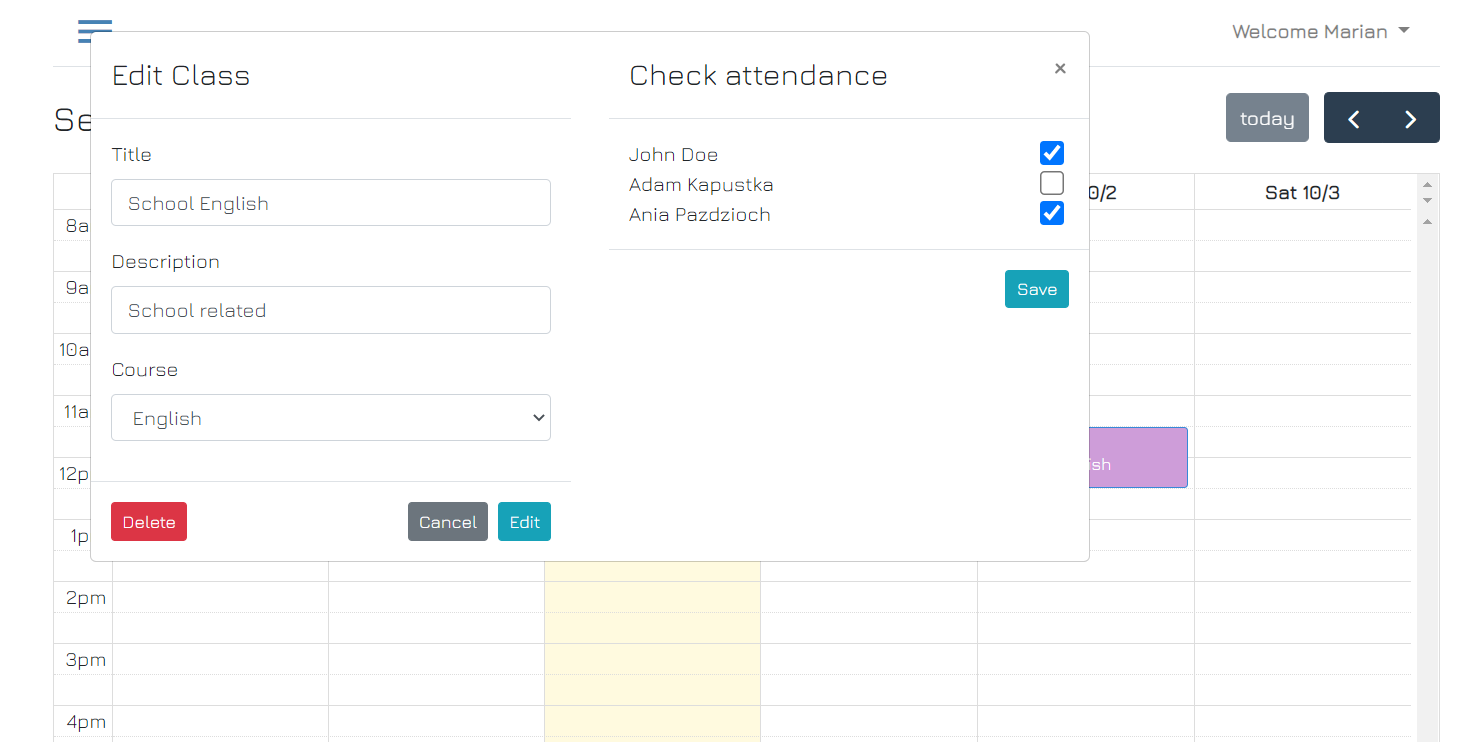 Welcome Marian
Edit Class
Check attendance
×
Se
today
Title
John Doe
School English
Adam Kapustka
Ania Pazdzioch
0/2
Sat 10/3
8a
Description
9a
School related
Save
10a
Course
11a
English
ish
12p
Delete
Cancel
Edit
1p
2pm
3pm
4pm